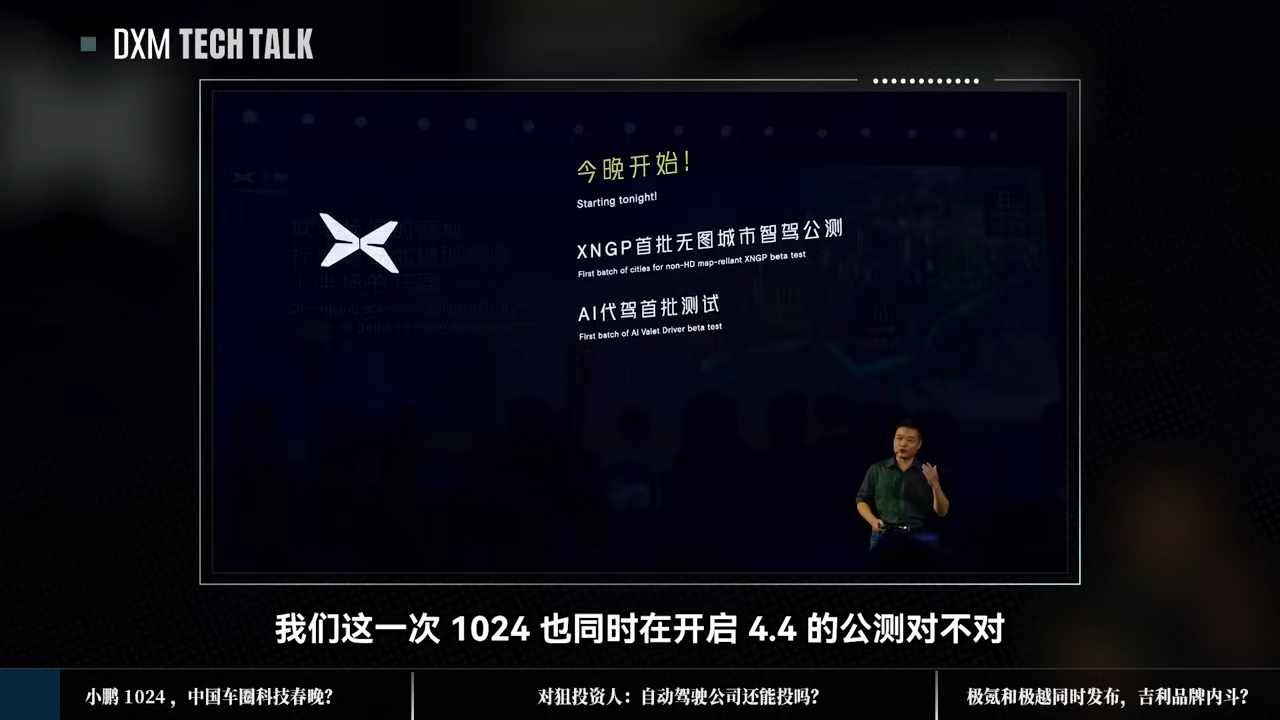 DXM TECH TALK
今晚开始!
Starting tonight!
XNGP首批无图城市智驾公测
First batch of cities for non-HD map-reliant XNGP beta test
AI代驾首批测试
First batch of AI Valet Driver beta test
我们这一次 1024 也同时在开启 4.4 的公测对不对
小鹏 1024 ，中国车圈科技春晚？
对狙投资人：自动驾驶公司还能投吗？
极氪和极越同时发布，吉利品牌内斗？